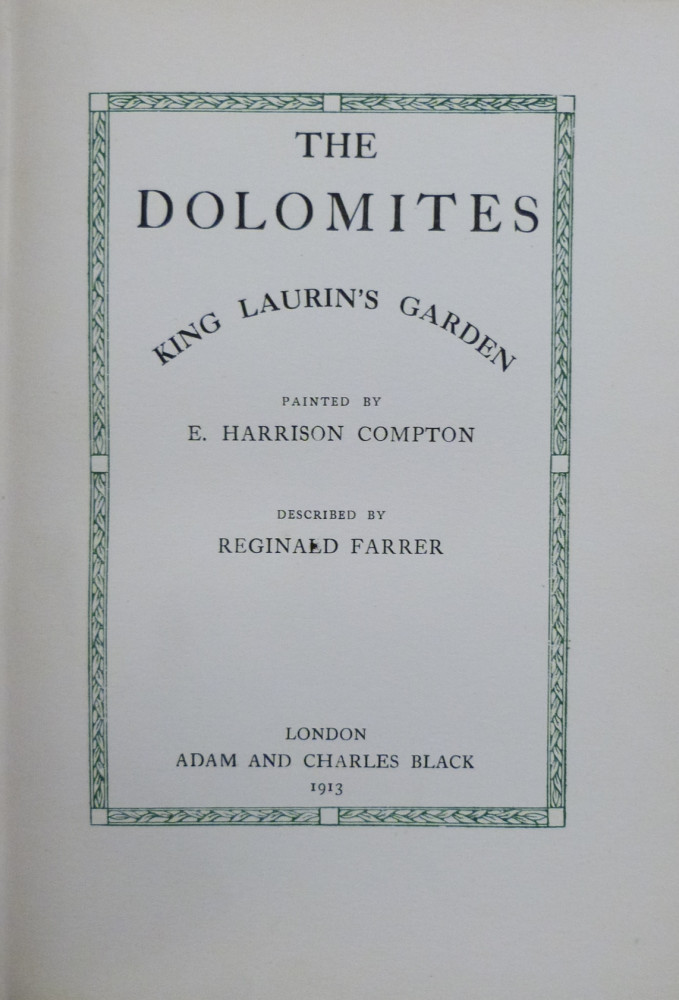 THE
DOLOMITES
KING LAURIN'S GARDEN
PAINTED BY
E. HARRISON COMPTON
DESCRIBED BY
REGINALD FARRER
LONDON
ADAM AND CHARLES BLACK
1913